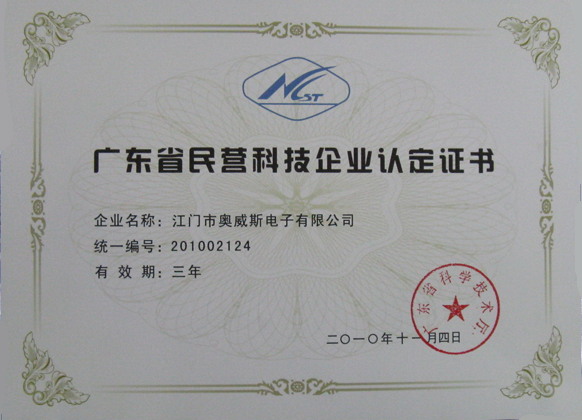 NCST
广东省民营科技企业认定证书
企业名称：江门市奥威斯电子有限公司
统一编号：201002124
有 效 期：三年
广东省科学技术厅
二〇一〇年十一月四日